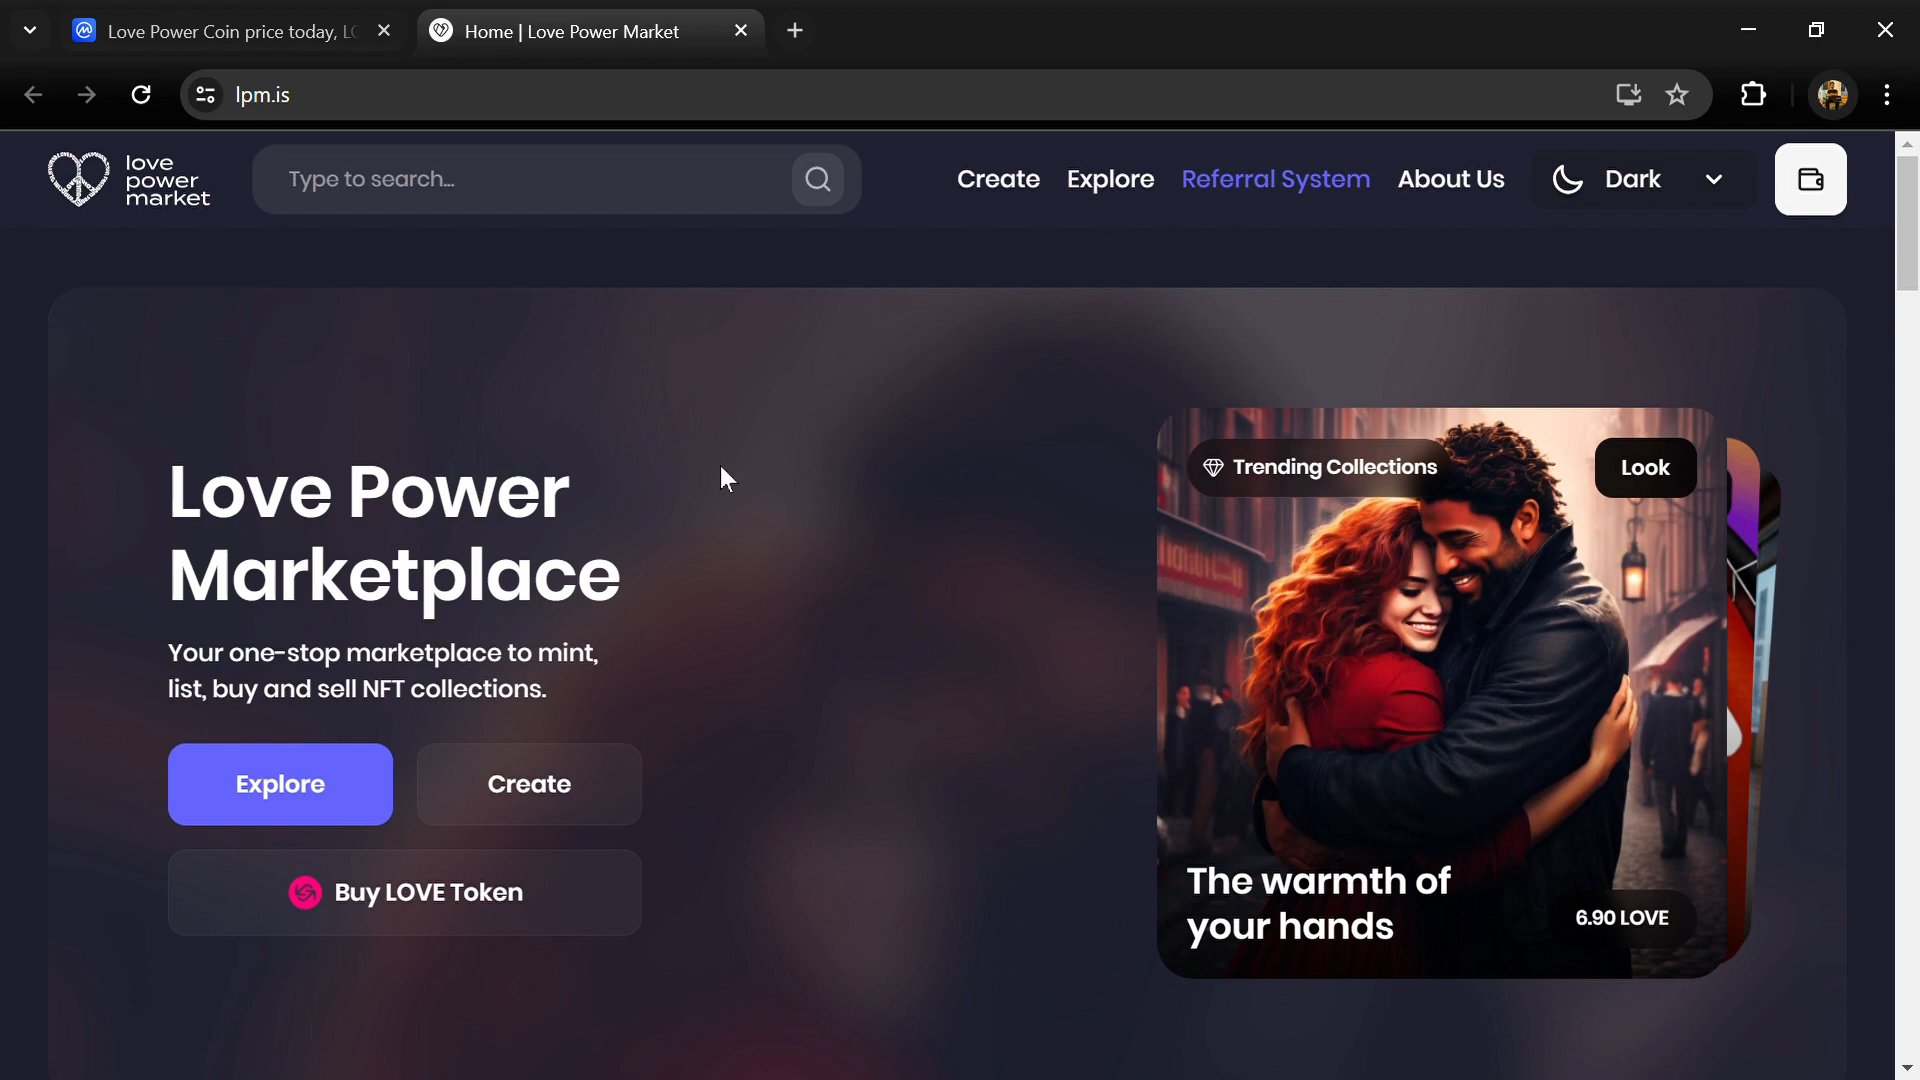 Love Power Coin price today, LO
Home | Love Power Market
lpm.is
love
power
market
Type to search...
Create
Explore
Referral System
About Us
Dark
Love Power
Marketplace
Your one-stop marketplace to mint,
list, buy and sell NFT collections.
Explore
Create
Buy LOVE Token
Trending Collections
Look
The warmth of
your hands
6.90 LOVE